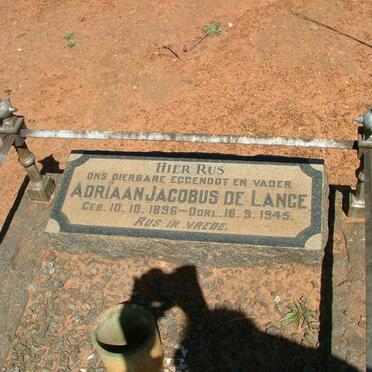 HIER RUS
ONS DIERBARE EGGENOOT EN VADER
ADRIAAN JACOBUS DE LANGE
GEB. 10. 10. 1896 — OORL. 18. 9. 1945.
RUS IN VREDE.